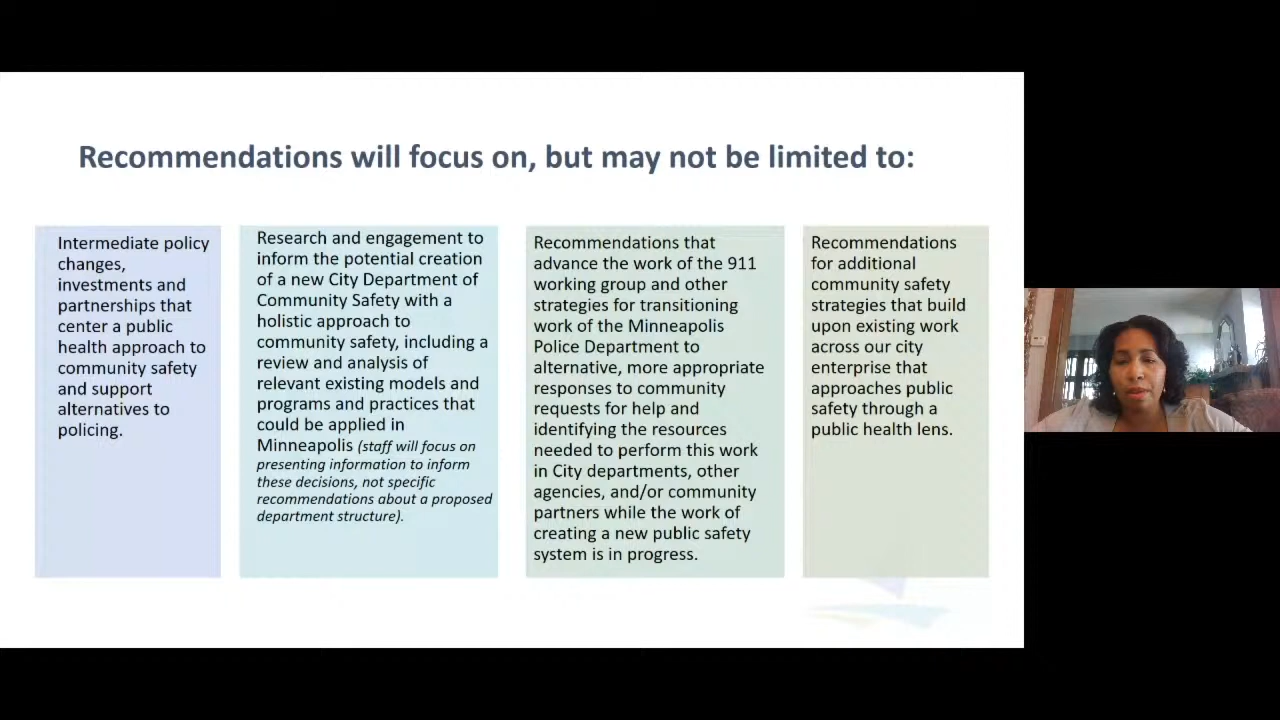 Recommendations will focus on, but may not be limited to:
Intermediate policy
changes,
investments and
partnerships that
center a public
health approach to
community safety
and support
alternatives to
policing.
Research and engagement to
inform the potential creation
of a new City Department of
Community Safety with a
holistic approach to
community safety, including a
review and analysis of
relevant existing models and
programs and practices that
could be applied in
Minneapolis (staff will focus on
presenting information to inform
these decisions, not specific
recommendations about a proposed
department structure).
Recommendations that
advance the work of the 911
working group and other
strategies for transitioning
work of the Minneapolis
Police Department to
alternative, more appropriate
responses to community
requests for help and
identifying the resources
needed to perform this work
in City departments, other
agencies, and/or community
partners while the work of
creating a new public safety
system is in progress.
Recommendations
for additional
community safety
strategies that build
upon existing work
across our city
enterprise that
approaches public
safety through a
public health lens.